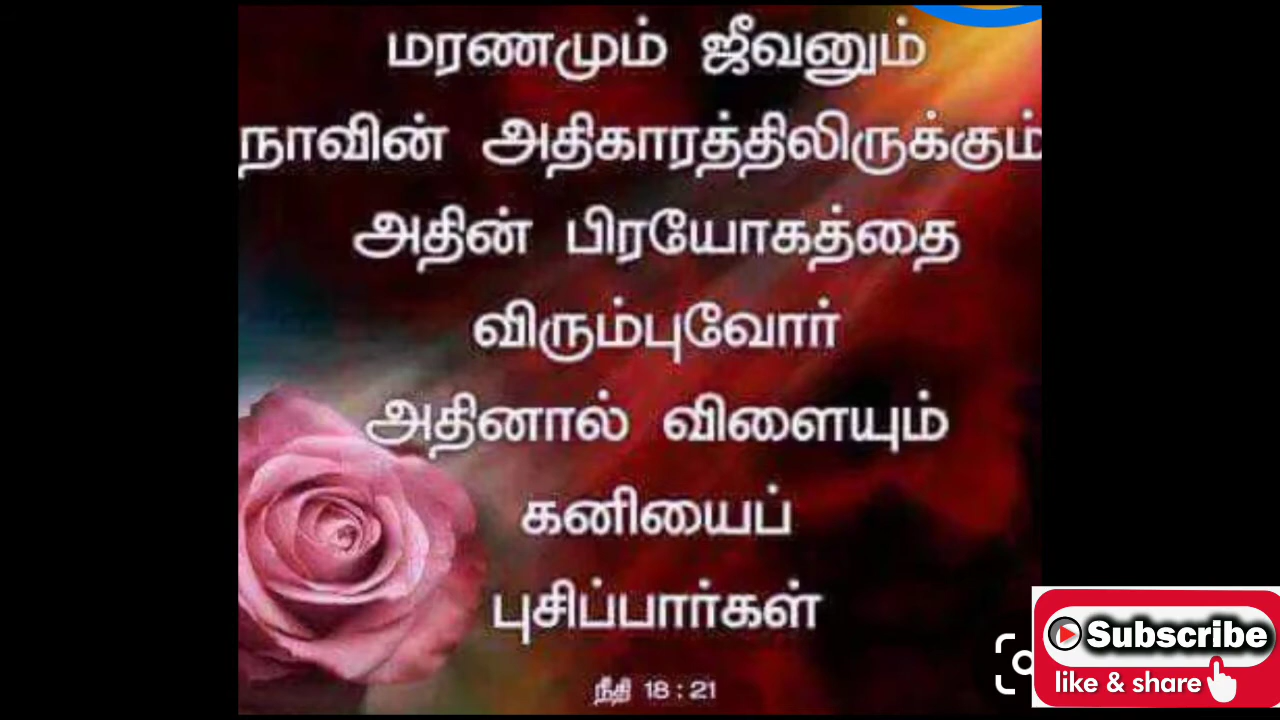 மரணமும் ஜீவனும்
நாவின் அதிகாரத்திலிருக்கும்
அதின் பிரயோகத்தை
விரும்புவோர்
அதினால் விளையும்
கனியைப்
புசிப்பார்கள்
நீதி 18 : 21
Subscribe
like & share